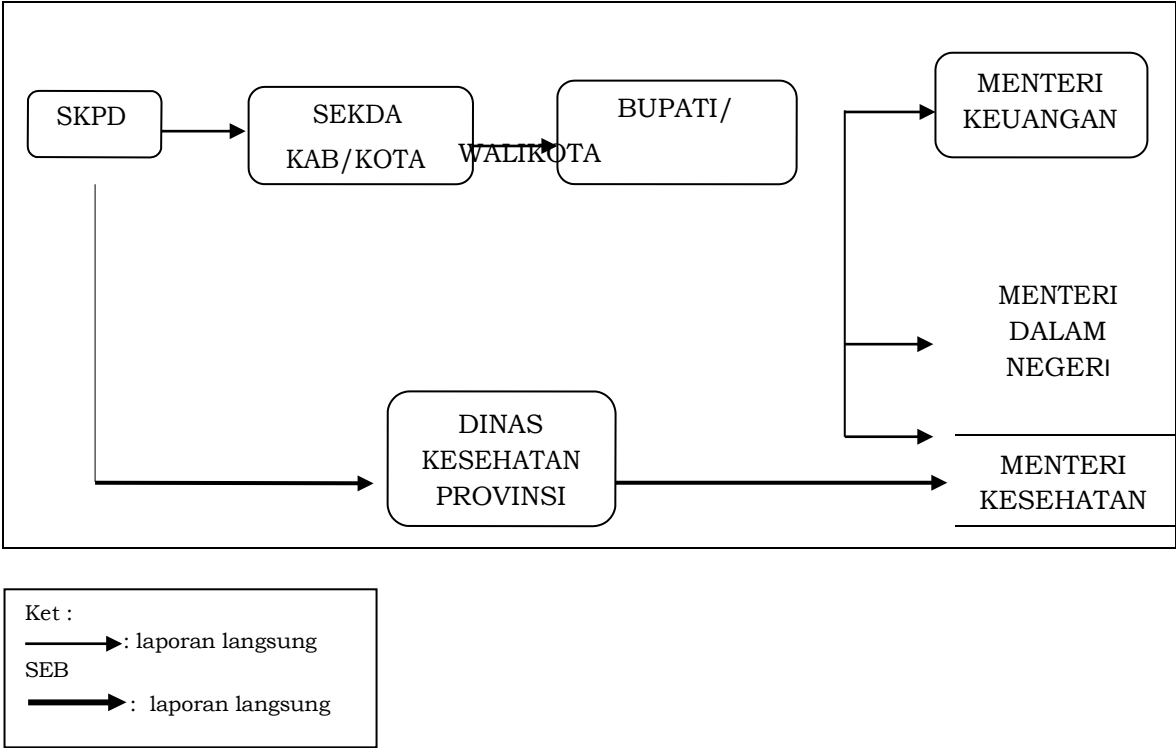 SKPD
SEKDA
KAB/KOTA
BUPATI/
WALIKOTA
MENTERI
KEUANGAN
MENTERI
DALAM
NEGERI
DINAS
KESEHATAN
PROVINSI
MENTERI
KESEHATAN
Ket :
: laporan langsung
SEB
: laporan langsung